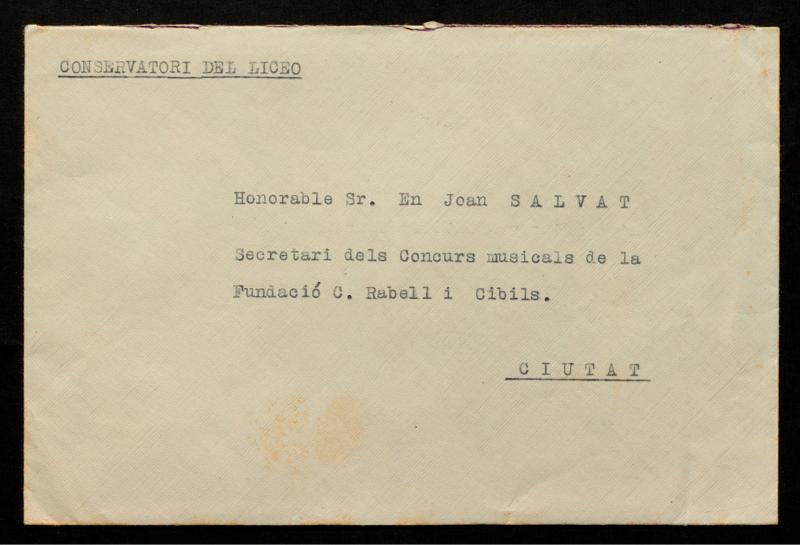 CONSERVATORI DEL LICEO
Honorable Sr. En Joan SALVAT
Secretari dels Concurs musicals de la
Fundació C. Rabell i Cibils.
CIUTAT